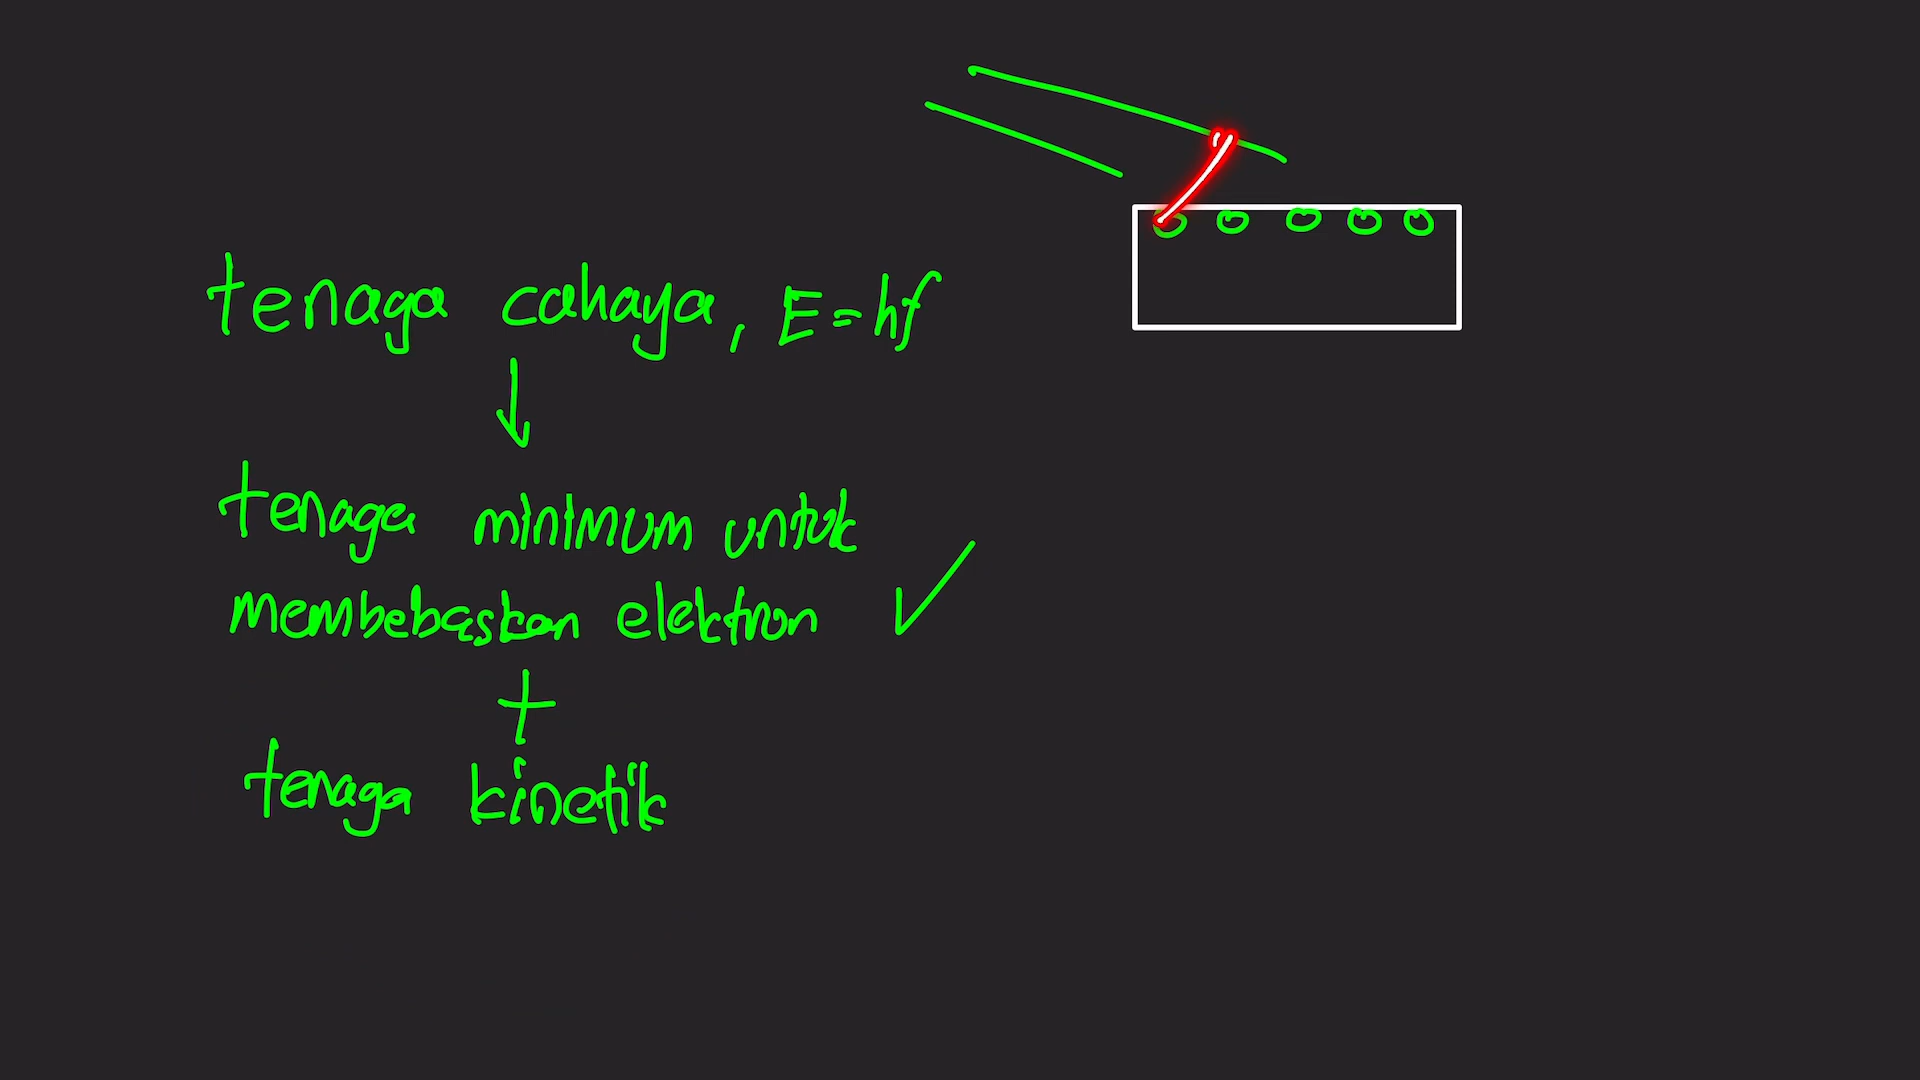 tenaga cahaya, E = hf
↓
tenaga minimum untuk
membebaskan elektron ✓
+
tenaga kinetik